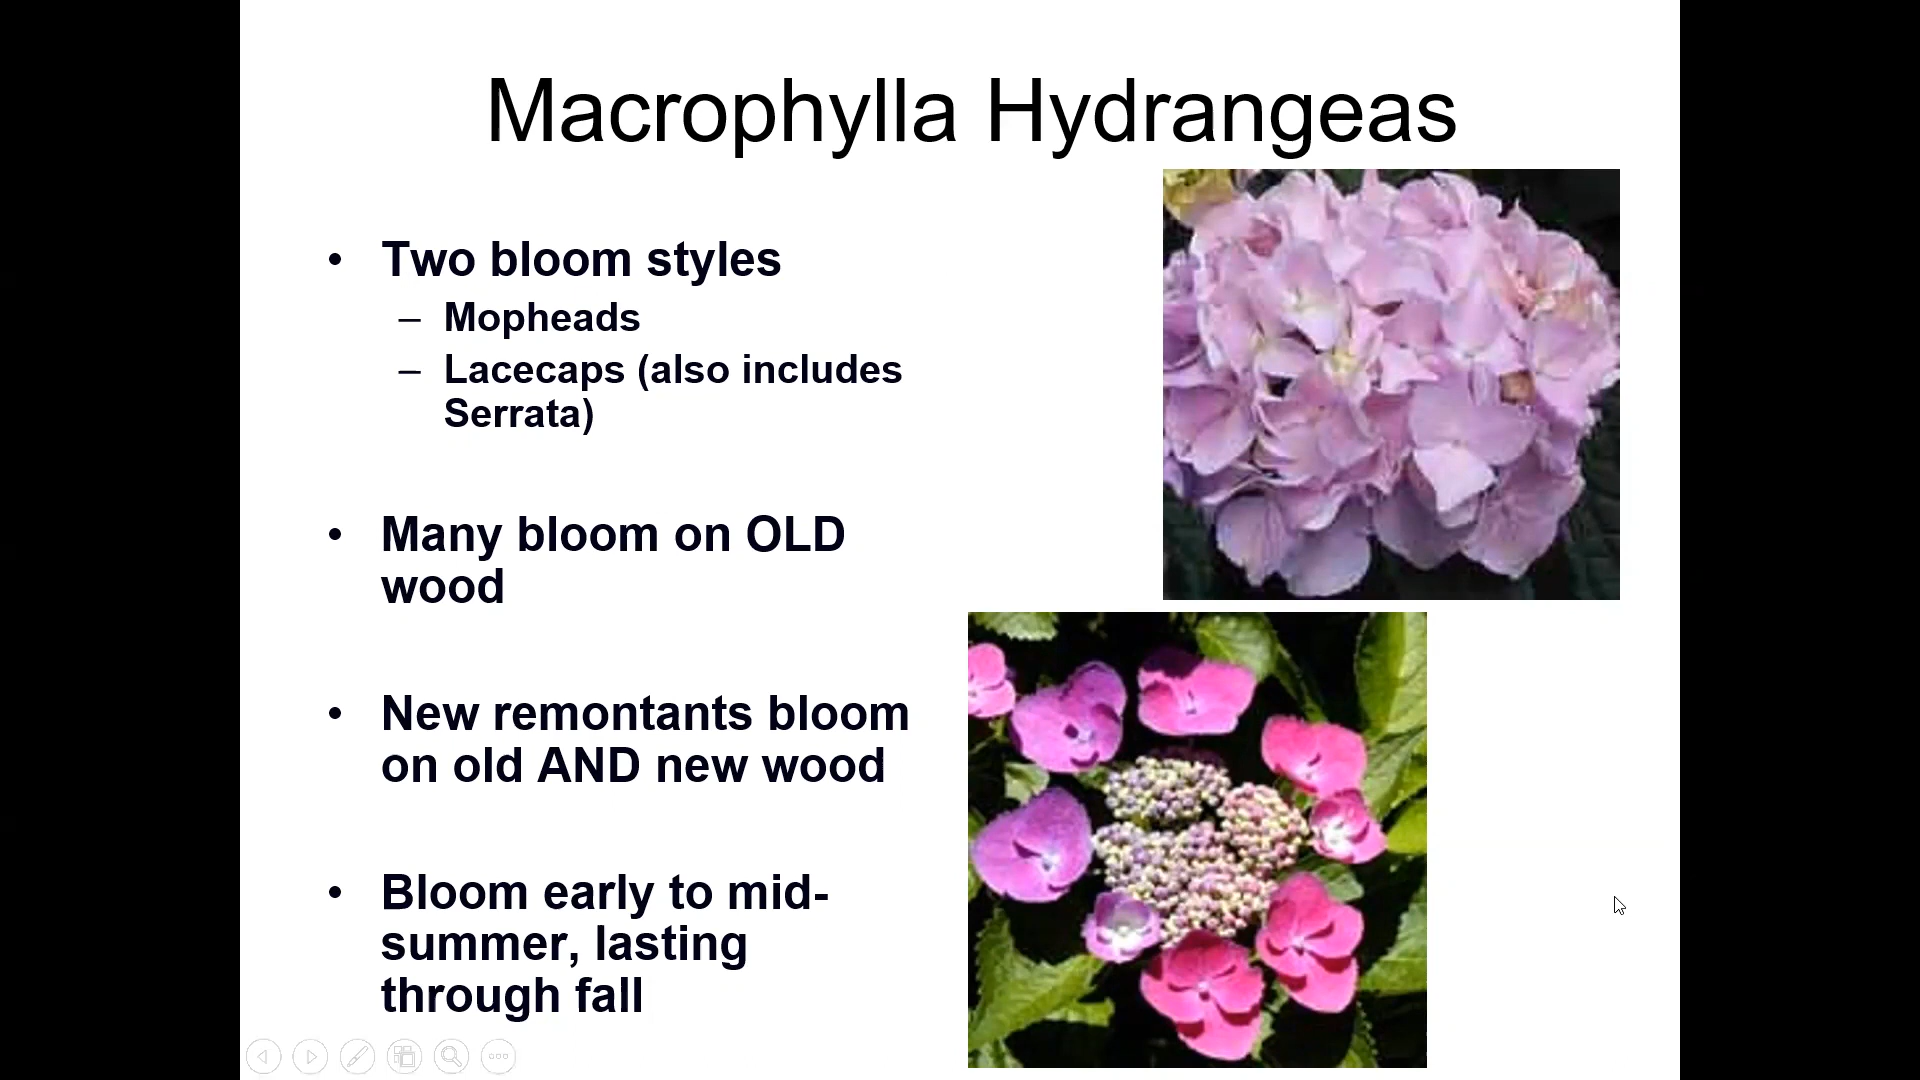 Macrophylla Hydrangeas
• Two bloom styles
– Mopheads
– Lacecaps (also includes
Serrata)
• Many bloom on OLD
wood
• New remontants bloom
on old AND new wood
• Bloom early to mid-
summer, lasting
through fall